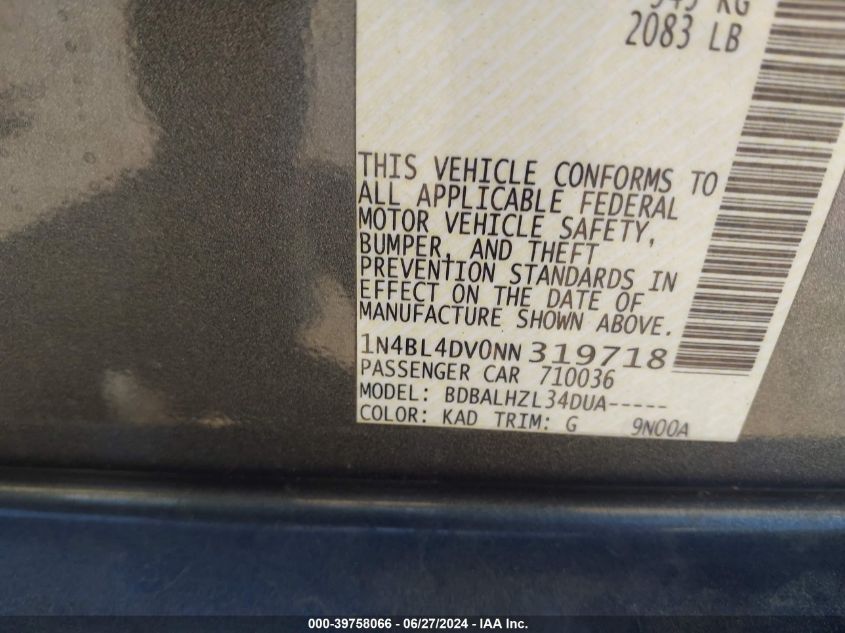 2083 LB
THIS VEHICLE CONFORMS TO
ALL APPLICABLE FEDERAL
MOTOR VEHICLE SAFETY,
BUMPER, AND THEFT
PREVENTION STANDARDS IN
EFFECT ON THE DATE OF
MANUFACTURE SHOWN ABOVE.
1N4BL4DV0NN319718
PASSENGER CAR 710036
MODEL: BDBALHZL34DUA-----
COLOR: KAD TRIM: G 9N00A
000-39758066 - 06/27/2024 - IAA Inc.